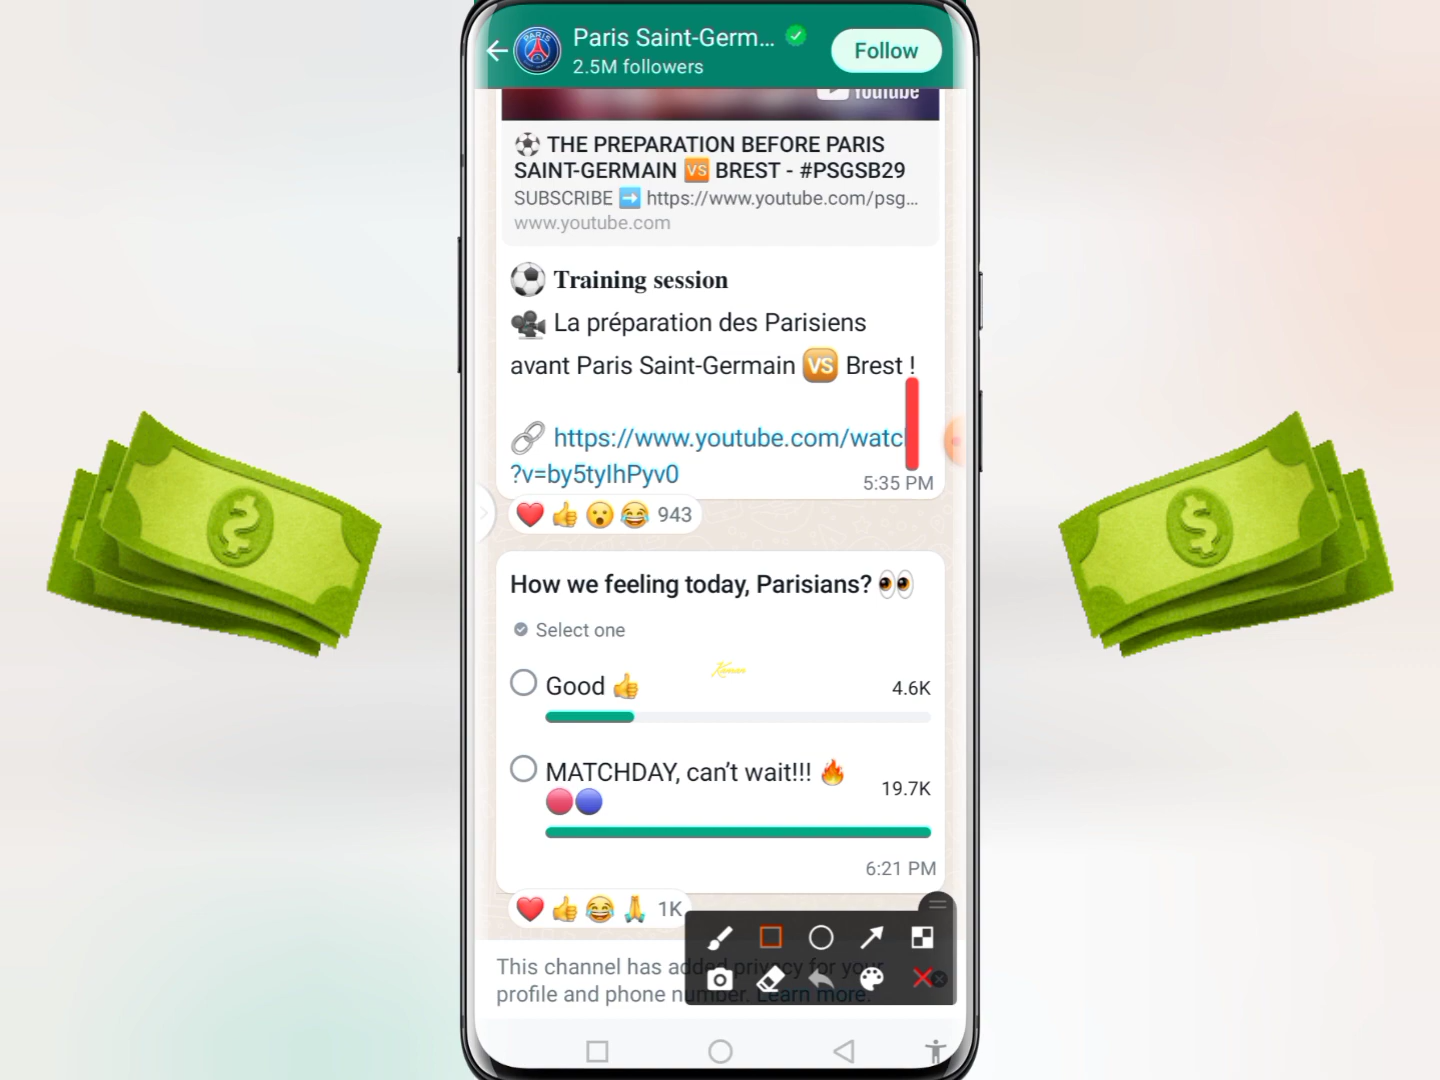 Paris Saint-Germ...
2.5M followers
Follow
YouTube
⚽ THE PREPARATION BEFORE PARIS
SAINT-GERMAIN 🆚 BREST - #PSGSB29
SUBSCRIBE ➡️ https://www.youtube.com/psg...
www.youtube.com
⚽ Training session
🎥 La préparation des Parisiens
avant Paris Saint-Germain 🆚 Brest !
🔗 https://www.youtube.com/watc
?v=by5tyIhPyv0
5:35 PM
❤️👍😮😂 943
How we feeling today, Parisians? 👀
Select one
Good 👍 4.6K
MATCHDAY, can't wait!!! 🔥
🔴🔵 19.7K
6:21 PM
❤️👍😂🙏 1K
This channel has added privacy for your
profile and phone number. Learn more.